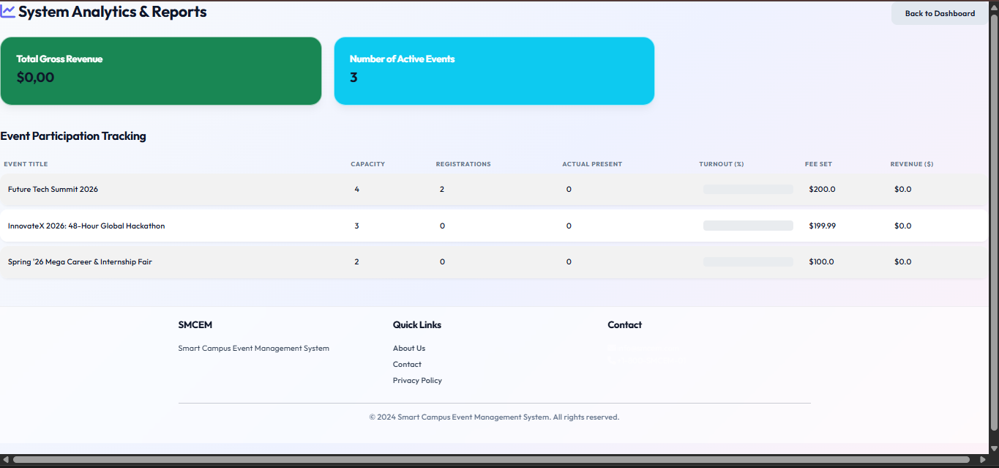 System Analytics & Reports
Back to Dashboard
Total Gross Revenue
$0,00
Number of Active Events
3
Event Participation Tracking
EVENT TITLE CAPACITY REGISTRATIONS ACTUAL PRESENT TURNOUT (%) FEE SET REVENUE ($)
Future Tech Summit 2026 4 2 0 $200.0 $0.0
InnovateX 2026: 48-Hour Global Hackathon 3 0 0 $199.99 $0.0
Spring '26 Mega Career & Internship Fair 2 0 0 $100.0 $0.0
SMCEM
Smart Campus Event Management System
Quick Links
About Us
Contact
Privacy Policy
Contact
© 2024 Smart Campus Event Management System. All rights reserved.